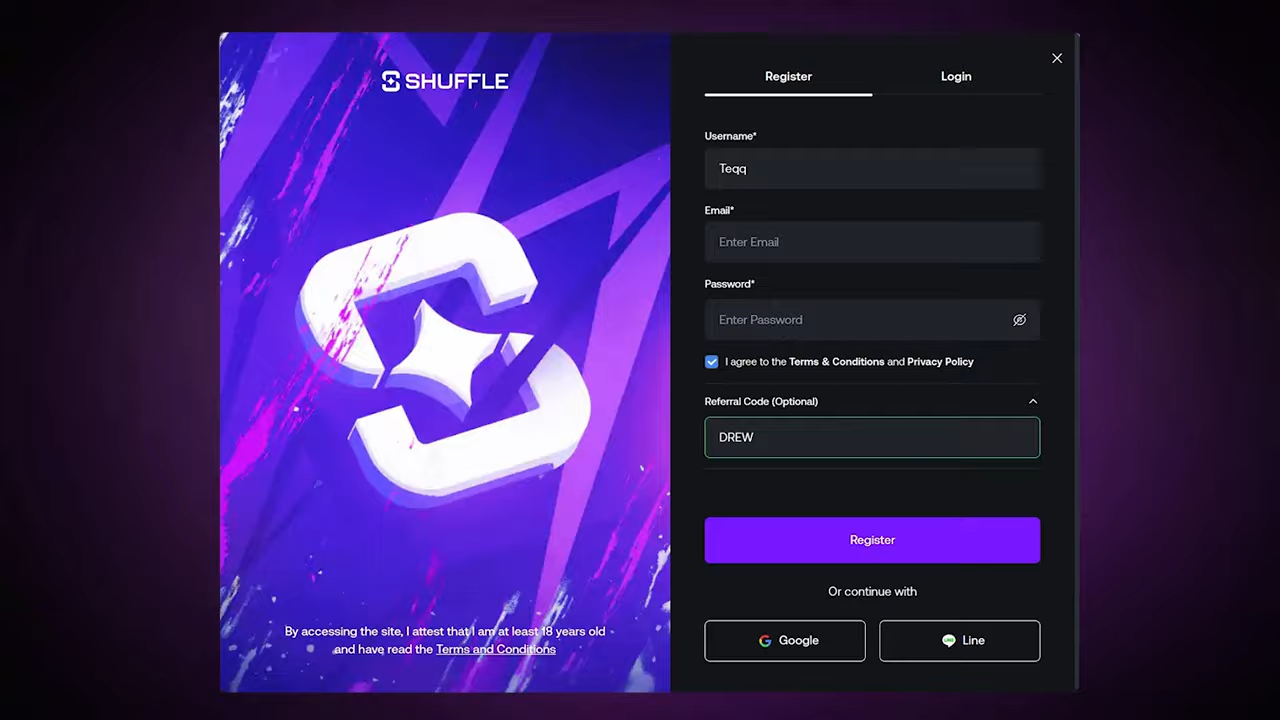 SHUFFLE
By accessing the site, I attest that I am at least 18 years old
and have read the Terms and Conditions
Register
Login
Username*
Teqq
Email*
Enter Email
Password*
Enter Password
I agree to the Terms & Conditions and Privacy Policy
Referral Code (Optional)
DREW
Register
Or continue with
Google
LINE Line